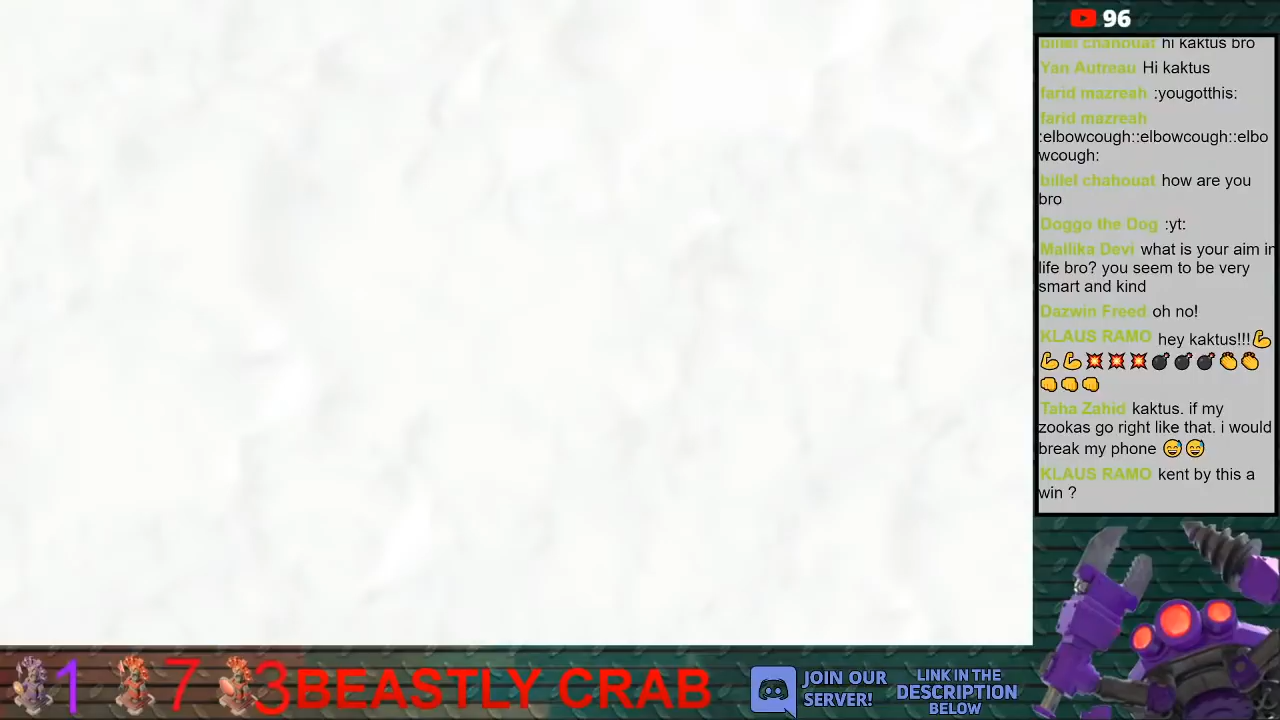 96
billel chahouat hi kaktus bro
Yan Autreau Hi kaktus
farid mazreah :yougotthis:
farid mazreah
:elbowcough::elbowcough::elbo
wcough:
billel chahouat how are you
bro
Doggo the Dog :yt:
Mallika Devi what is your aim in
life bro? you seem to be very
smart and kind
Dazwin Freed oh no!
KLAUS RAMO hey kaktus!!!💪
💪💪💥💥💥💣💣💣👏👏
👊👊👊
Taha Zahid kaktus. if my
zookas go right like that. i would
break my phone 😅😅
KLAUS RAMO kent by this a
win ?
1 7 3 BEASTLY CRAB
JOIN OUR
SERVER!
LINK IN THE
DESCRIPTION
BELOW